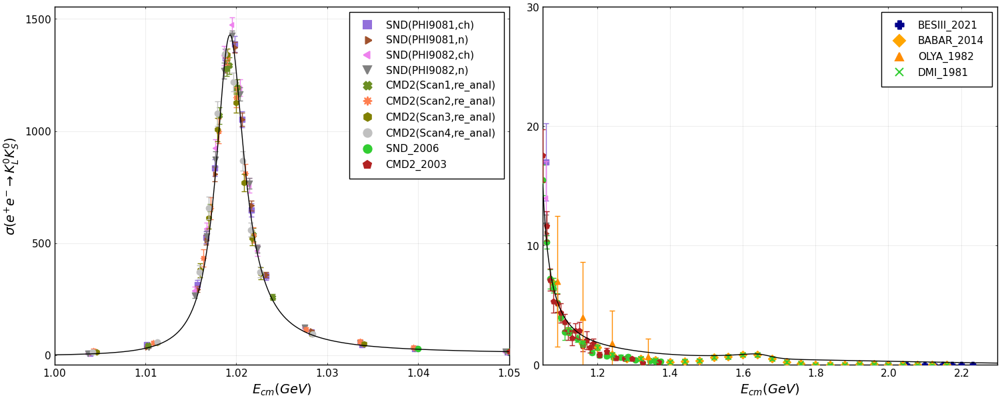 σ(e⁺e⁻ → K⁰_L K⁰_S)
1500
1000
500
0
1.00 1.01 1.02 1.03 1.04 1.05
E_cm(GeV)
SND(PHI9081,ch)
SND(PHI9081,n)
SND(PHI9082,ch)
SND(PHI9082,n)
CMD2(Scan1,re_anal)
CMD2(Scan2,re_anal)
CMD2(Scan3,re_anal)
CMD2(Scan4,re_anal)
SND_2006
CMD2_2003
30
20
10
0
1.2 1.4 1.6 1.8 2.0 2.2
E_cm(GeV)
BESIII_2021
BABAR_2014
OLYA_1982
DMI_1981